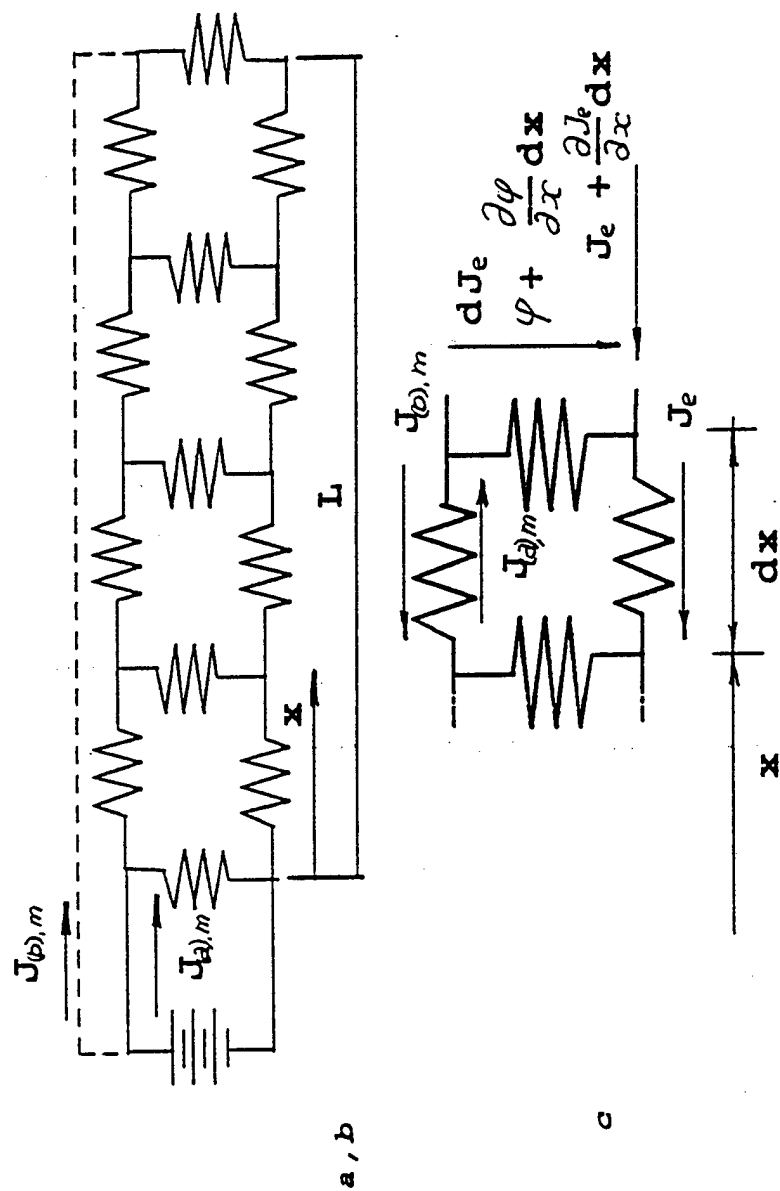 J(b),m
J(a),m
x
L
a, b
J(b),m
J(a),m
dJe
φ + ∂φ/∂x dx
Je + ∂Je/∂x dx
Je
x
dx
c